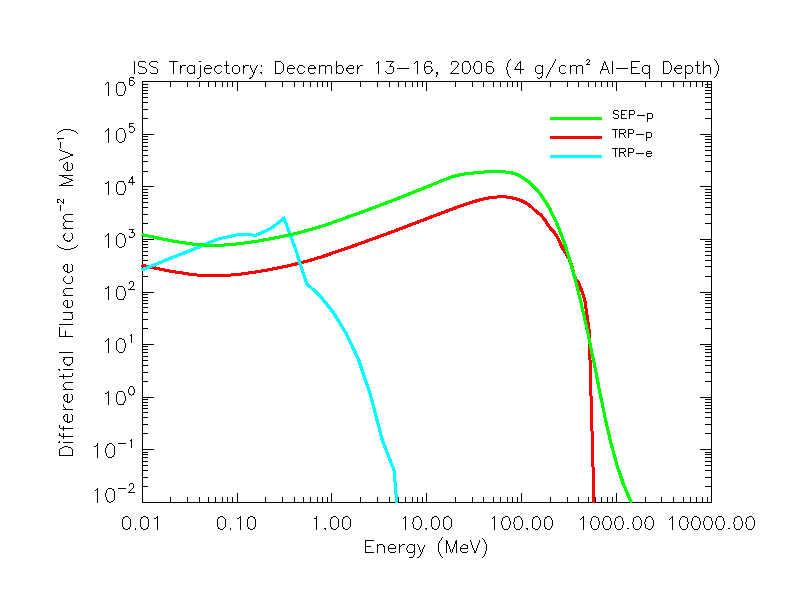 ISS Trajectory: December 13-16, 2006 (4 g/cm² Al-Eq Depth)
SEP-p
TRP-p
TRP-e
10⁶
10⁵
10⁴
10³
10²
10¹
10⁰
10⁻¹
10⁻²
Differential Fluence (cm⁻² MeV⁻¹)
0.01 0.10 1.00 10.00 100.00 1000.00 10000.00
Energy (MeV)